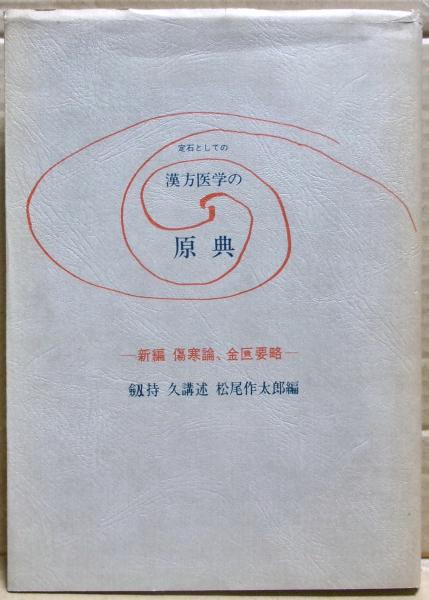 定石としての
漢方医学の
原典
—新編 傷寒論、金匱要略—
劔持 久講述 松尾作太郎編